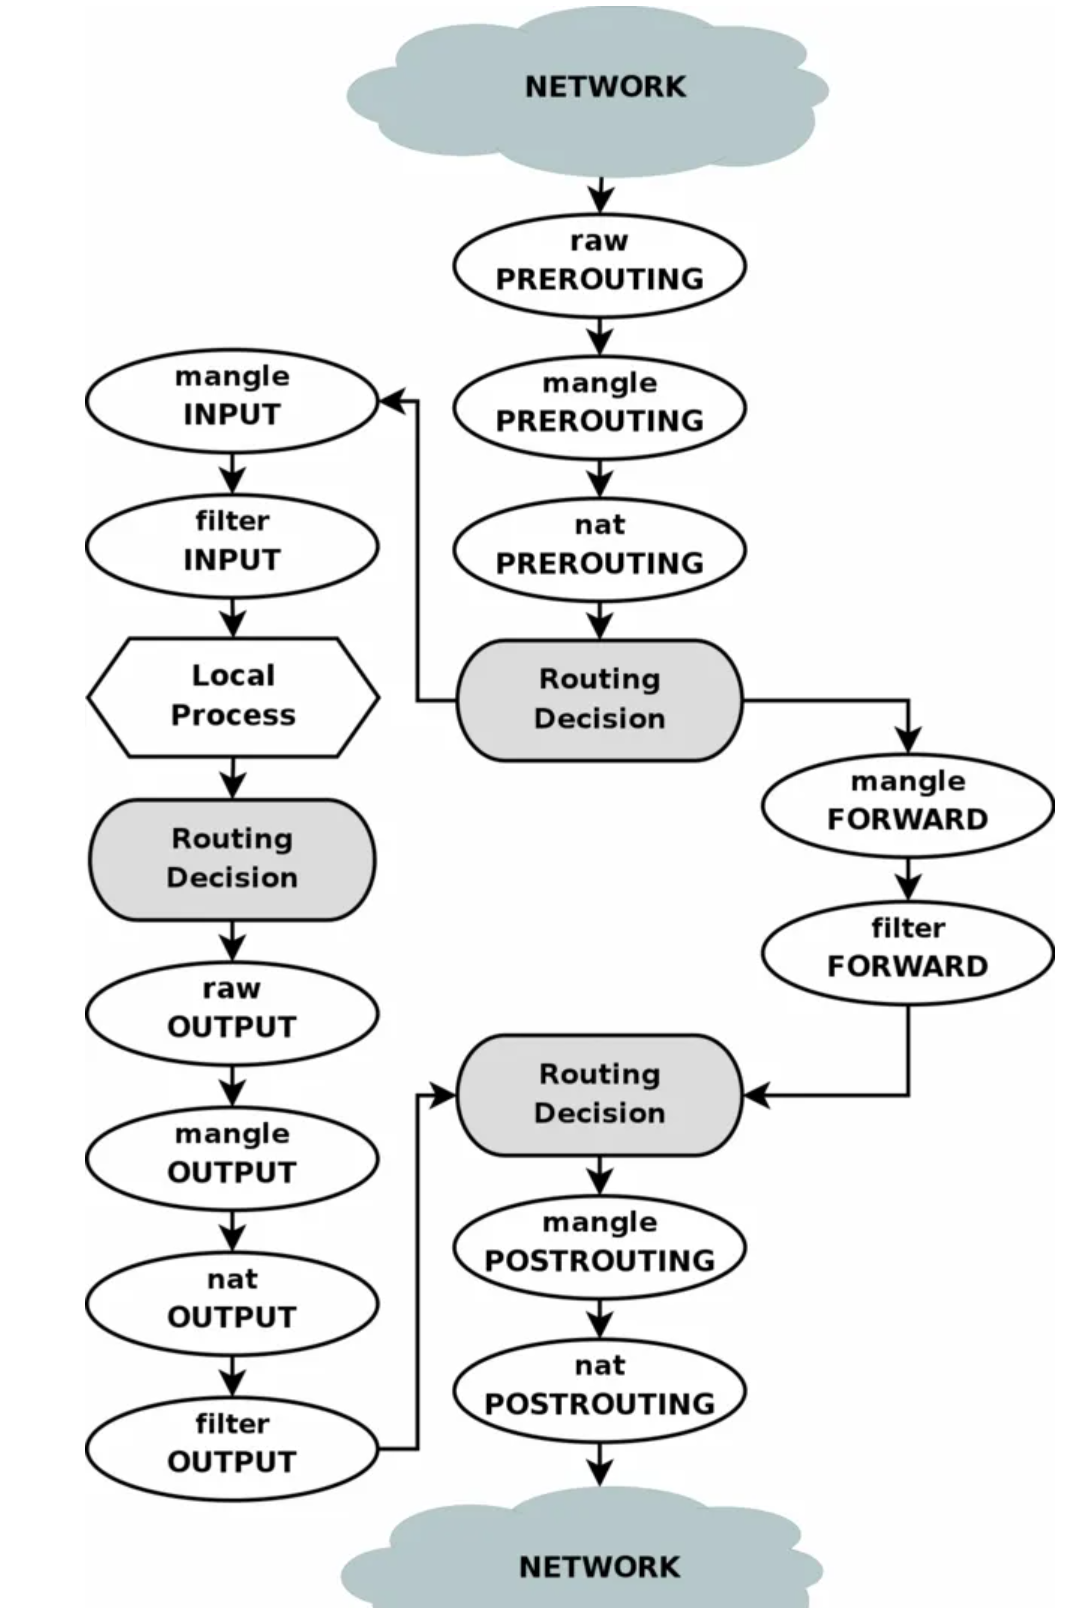 NETWORK
raw
PREROUTING
mangle
PREROUTING
nat
PREROUTING
Routing
Decision
mangle
INPUT
filter
INPUT
Local
Process
Routing
Decision
raw
OUTPUT
mangle
OUTPUT
nat
OUTPUT
filter
OUTPUT
mangle
FORWARD
filter
FORWARD
Routing
Decision
mangle
POSTROUTING
nat
POSTROUTING
NETWORK